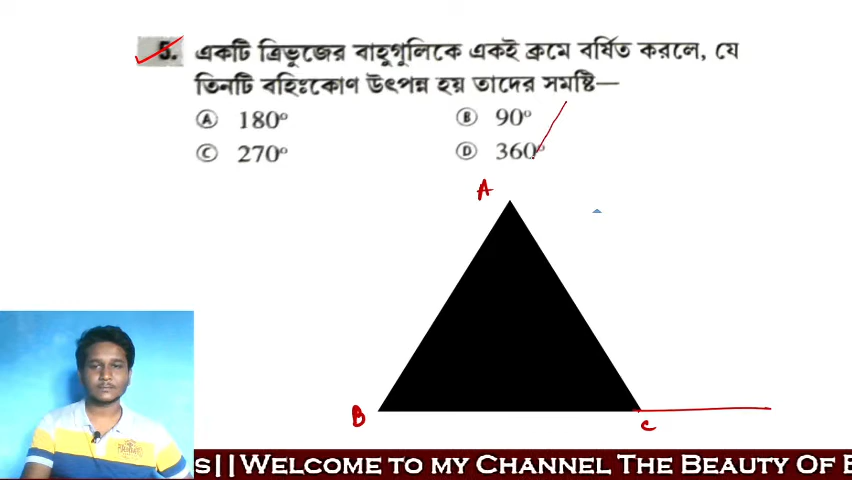 5. একটি ত্রিভুজের বাহুগুলিকে একই ক্রমে বর্ধিত করলে, যে
তিনটি বহিঃকোণ উৎপন্ন হয় তাদের সমষ্টি—
Ⓐ 180° Ⓑ 90°
Ⓒ 270° Ⓓ 360°
A
B
C
s||WELCOME TO MY CHANNEL THE BEAUTY OF